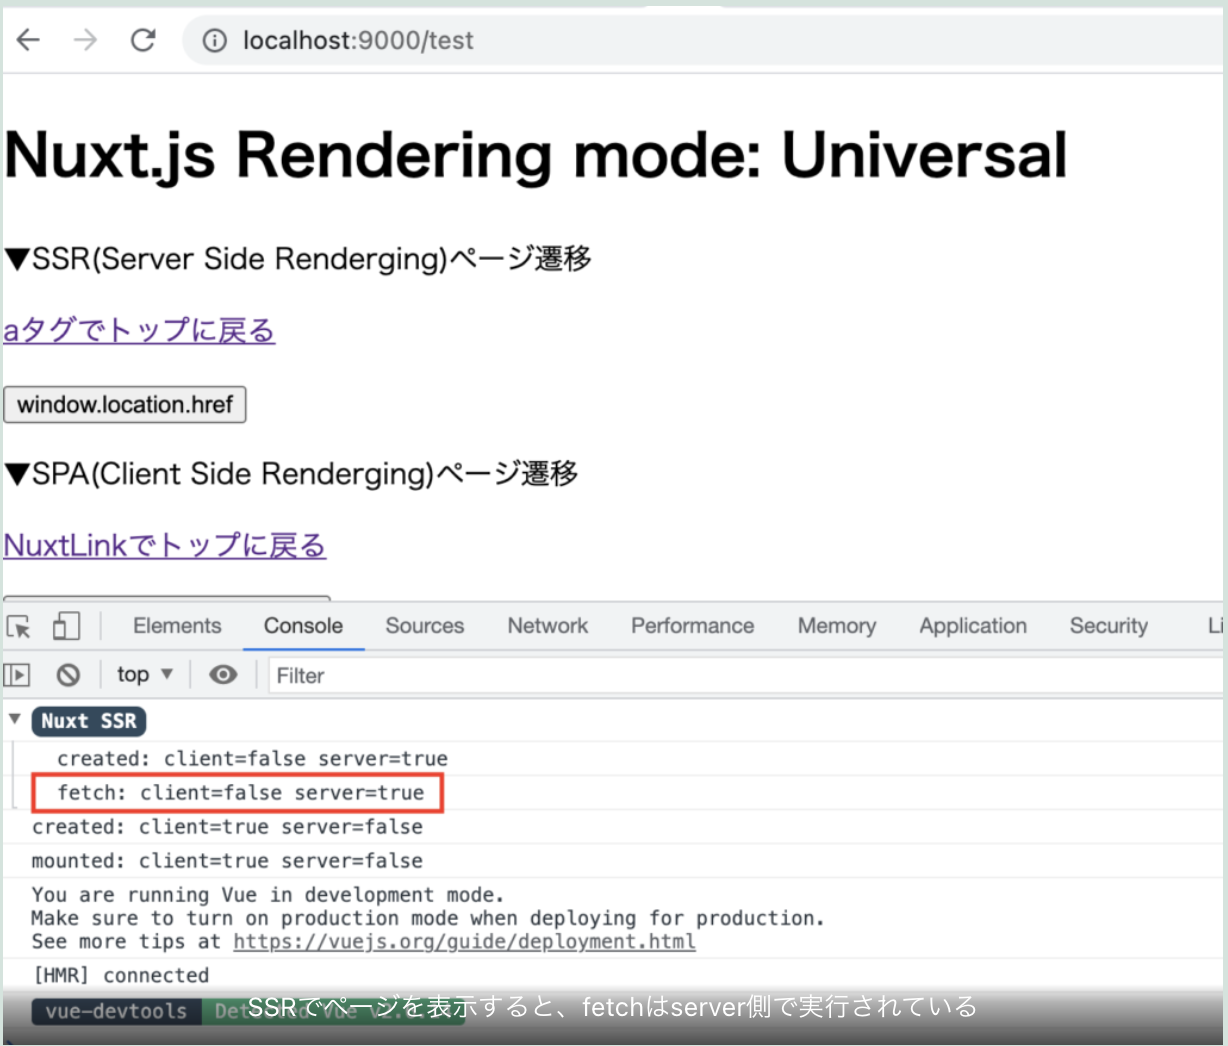 localhost:9000/test
Nuxt.js Rendering mode: Universal
▼SSR(Server Side Renderging)ページ遷移
aタグでトップに戻る
window.location.href
▼SPA(Client Side Renderging)ページ遷移
NuxtLinkでトップに戻る
Elements Console Sources Network Performance Memory Application Security Li
top ▼ Filter
▼ Nuxt SSR
created: client=false server=true
fetch: client=false server=true
created: client=true server=false
mounted: client=true server=false
You are running Vue in development mode.
Make sure to turn on production mode when deploying for production.
See more tips at https://vuejs.org/guide/deployment.html
[HMR] connected
vue-devtools Detected Vue
SSRでページを表示すると、fetchはserver側で実行されている